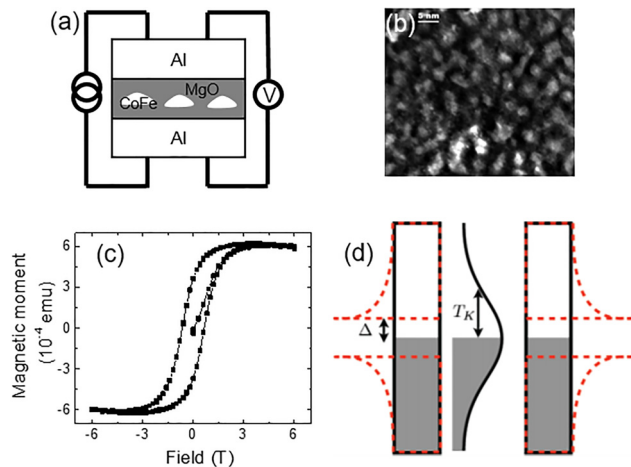 (a)
Al
MgO
CoFe
V
Al
(b)
5 nm
(c)
Magnetic moment
(10⁻⁴ emu)
6
3
0
-3
-6
-6 -3 0 3 6
Field (T)
(d)
T_K
Δ